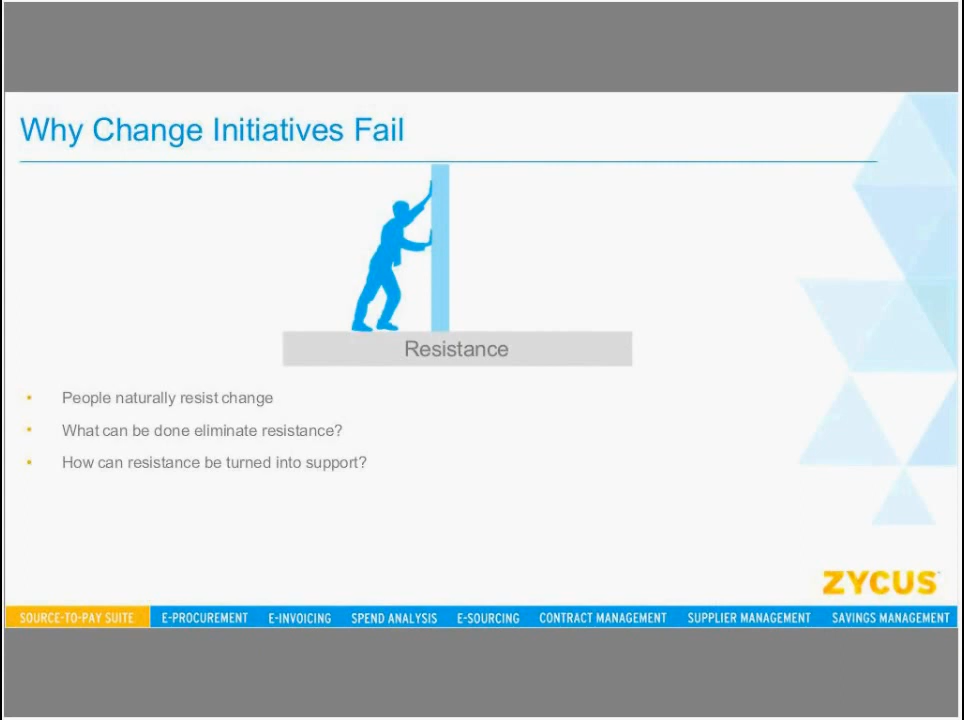 Why Change Initiatives Fail
Resistance
People naturally resist change
What can be done eliminate resistance?
How can resistance be turned into support?
ZYCUS
SOURCE-TO-PAY SUITE E-PROCUREMENT E-INVOICING SPEND ANALYSIS E-SOURCING CONTRACT MANAGEMENT SUPPLIER MANAGEMENT SAVINGS MANAGEMENT